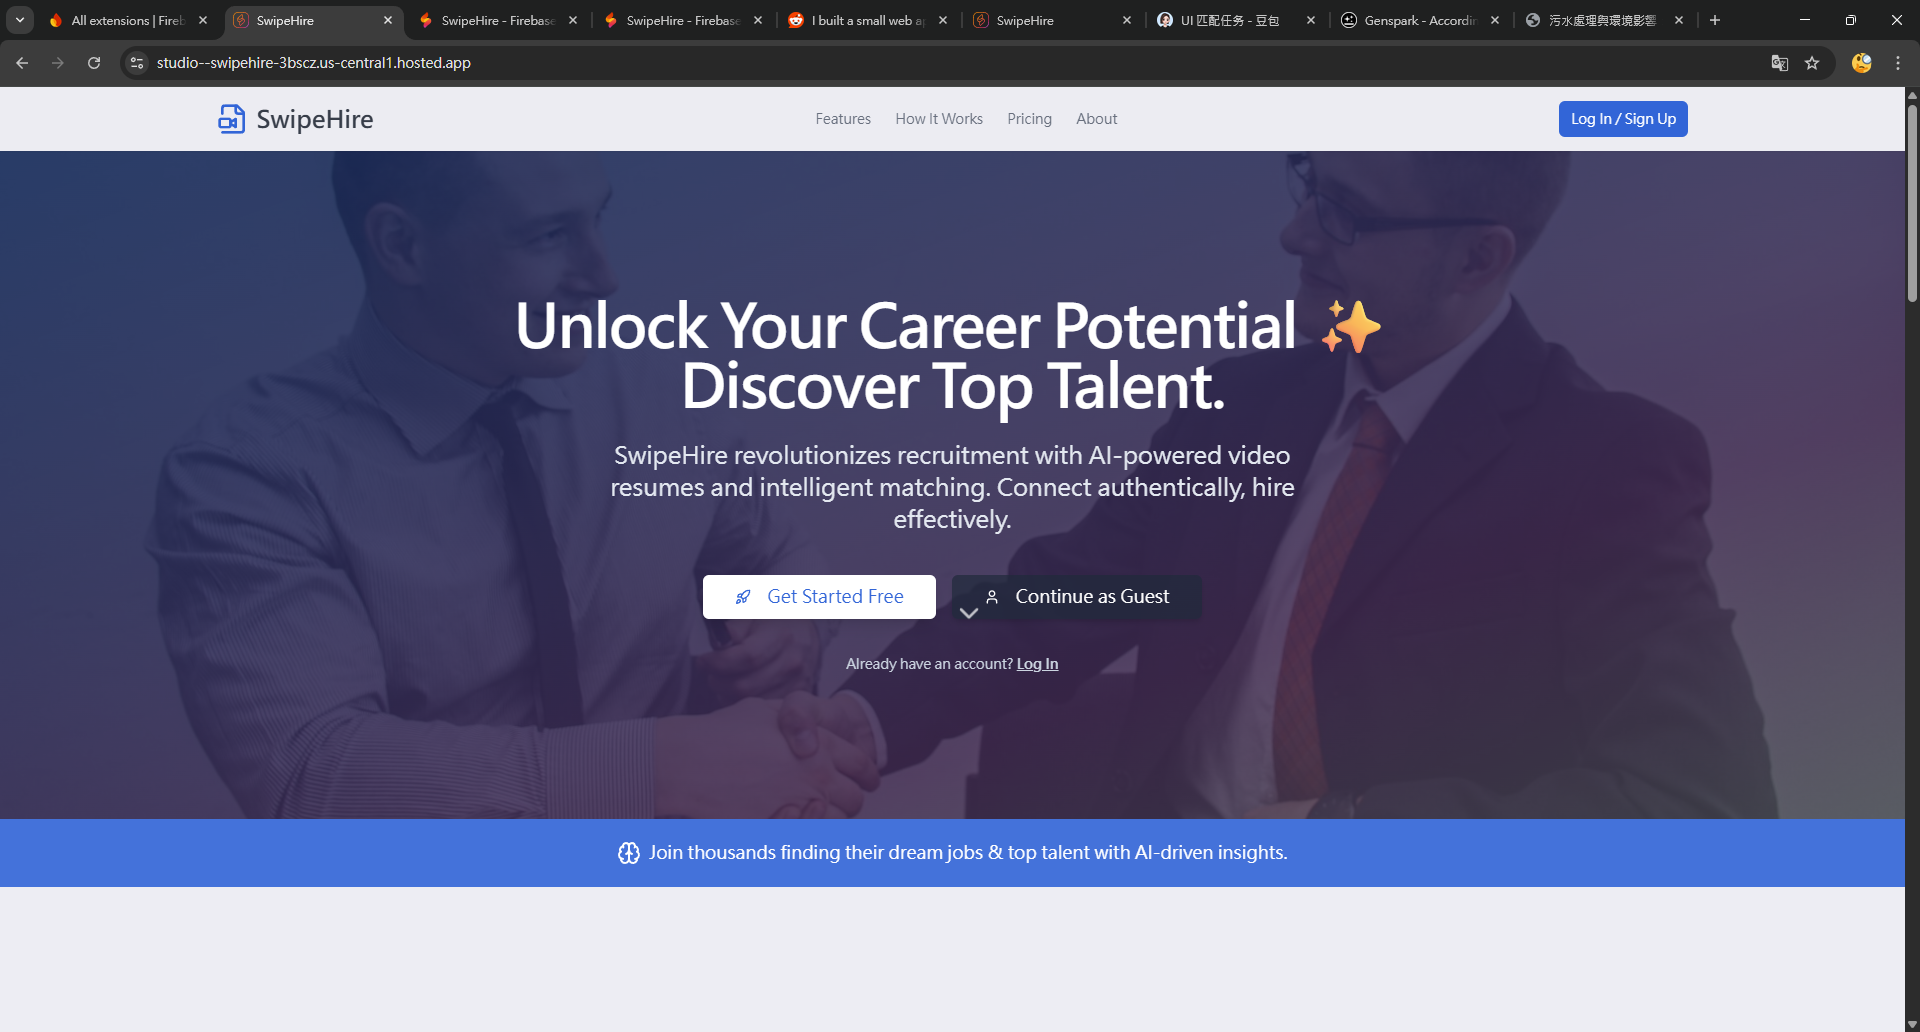 All extensions | Fireb
SwipeHire
SwipeHire - Firebase
SwipeHire - Firebase
I built a small web ap
SwipeHire
UI 匹配任务 - 豆包
Genspark - Accordin
污水處理與環境影響
studio--swipehire-3bscz.us-central1.hosted.app
SwipeHire
Features
How It Works
Pricing
About
Log In / Sign Up
Unlock Your Career Potential ✨
Discover Top Talent.
SwipeHire revolutionizes recruitment with AI-powered video
resumes and intelligent matching. Connect authentically, hire
effectively.
Get Started Free
Continue as Guest
Already have an account? Log In
Join thousands finding their dream jobs & top talent with AI-driven insights.